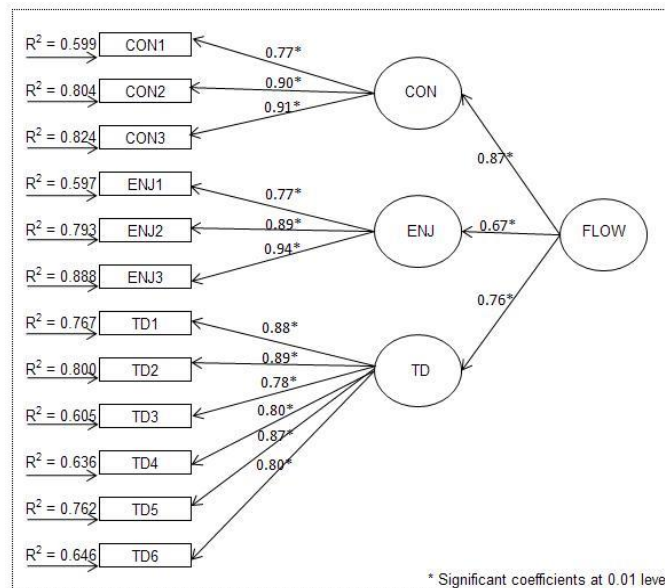 R² = 0.599 CON1
0.77*
R² = 0.804 CON2
0.90*
CON
R² = 0.824 CON3
0.91*
0.87*
R² = 0.597 ENJ1
0.77*
R² = 0.793 ENJ2
0.89*
ENJ
0.67*
FLOW
R² = 0.888 ENJ3
0.94*
0.76*
R² = 0.767 TD1
0.88*
R² = 0.800 TD2
0.89*
TD
R² = 0.605 TD3
0.78*
0.80*
R² = 0.636 TD4
0.87*
0.80*
R² = 0.762 TD5
R² = 0.646 TD6
* Significant coefficients at 0.01 leve